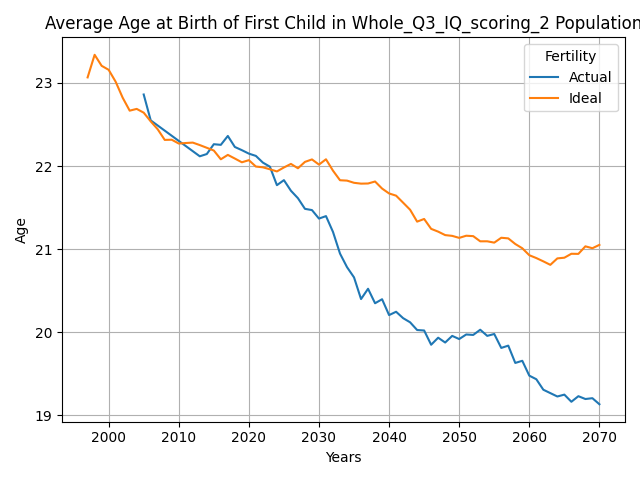 Average Age at Birth of First Child in Whole_Q3_IQ_scoring_2 Population
Fertility
Actual
Ideal
Age
23
22
21
20
19
2000 2010 2020 2030 2040 2050 2060 2070
Years